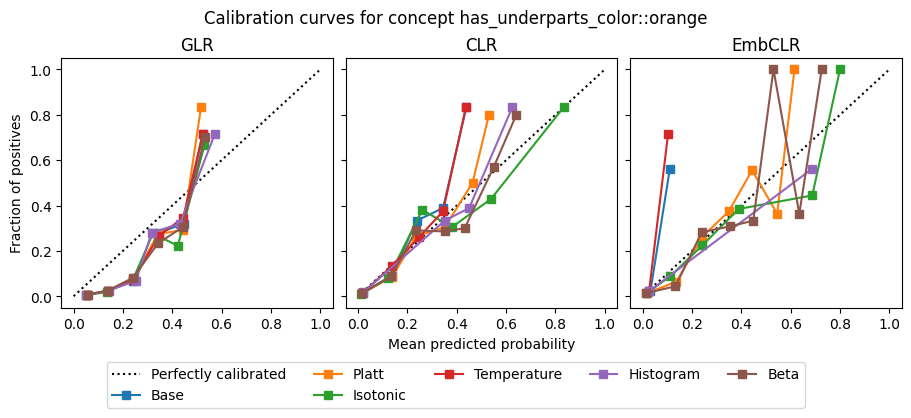 Calibration curves for concept has_underparts_color::orange
GLR
CLR
EmbCLR
Fraction of positives
1.0
0.8
0.6
0.4
0.2
0.0
0.0 0.2 0.4 0.6 0.8 1.0
0.0 0.2 0.4 0.6 0.8 1.0
0.0 0.2 0.4 0.6 0.8 1.0
Mean predicted probability
Perfectly calibrated Platt Temperature Histogram Beta
Base Isotonic